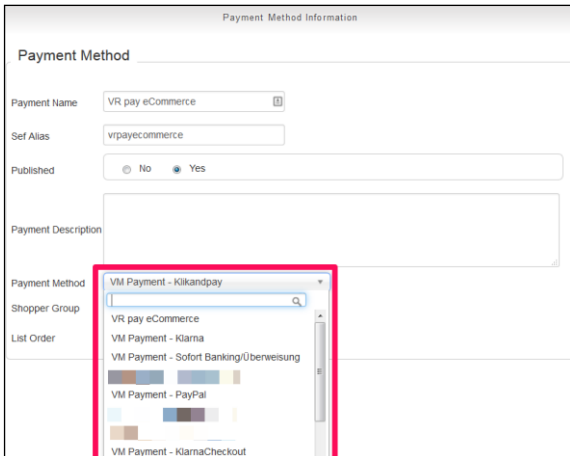 Payment Method Information
Payment Method
Payment Name VR pay eCommerce
Sef Alias vrpayecommerce
Published No Yes
Payment Description
Payment Method VM Payment - Klikandpay
Shopper Group
VR pay eCommerce
List Order VM Payment - Klarna
VM Payment - Sofort Banking/Überweisung
VM Payment - PayPal
VM Payment - KlarnaCheckout